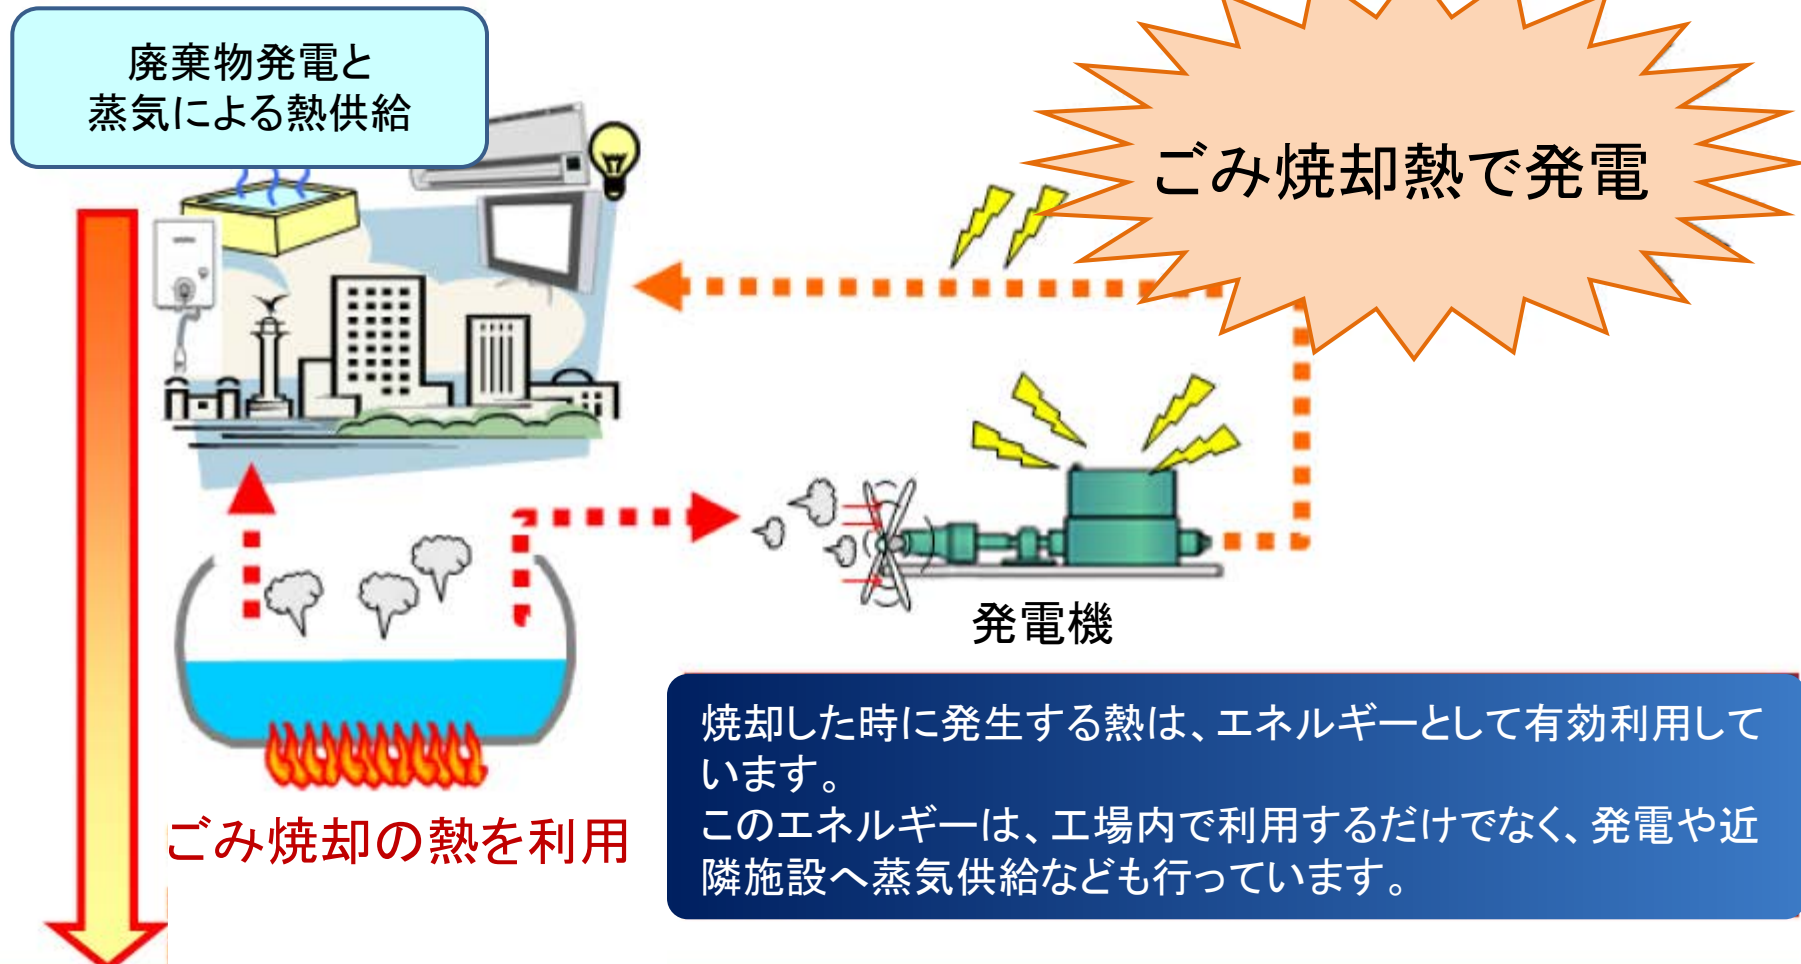 廃棄物発電と
蒸気による熱供給
ごみ焼却熱で発電
発電機
ごみ焼却の熱を利用
焼却した時に発生する熱は、エネルギーとして有効利用して
います。
このエネルギーは、工場内で利用するだけでなく、発電や近
隣施設へ蒸気供給なども行っています。